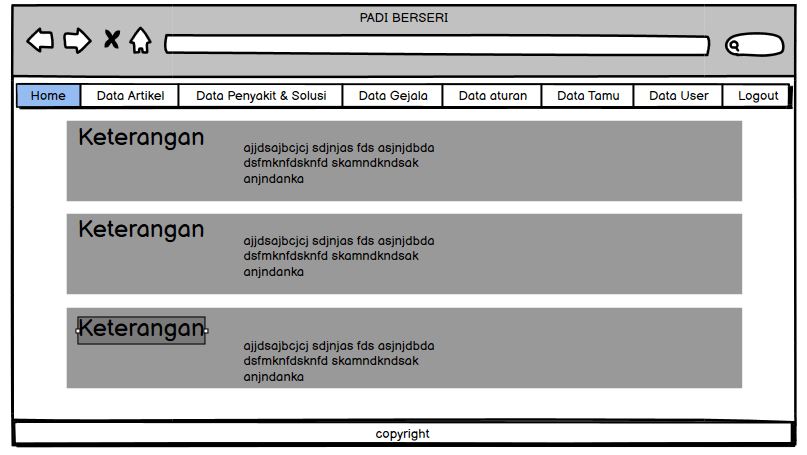 PADI BERSERI
Home Data Artikel Data Penyakit & Solusi Data Gejala Data aturan Data Tamu Data User Logout
Keterangan
ajjdsajbcjcj sdjnjas fds asjnjdbda
dsfmknfdsknfd skamndkndsak
anjndanka
Keterangan
ajjdsajbcjcj sdjnjas fds asjnjdbda
dsfmknfdsknfd skamndkndsak
anjndanka
Keterangan
ajjdsajbcjcj sdjnjas fds asjnjdbda
dsfmknfdsknfd skamndkndsak
anjndanka
copyright